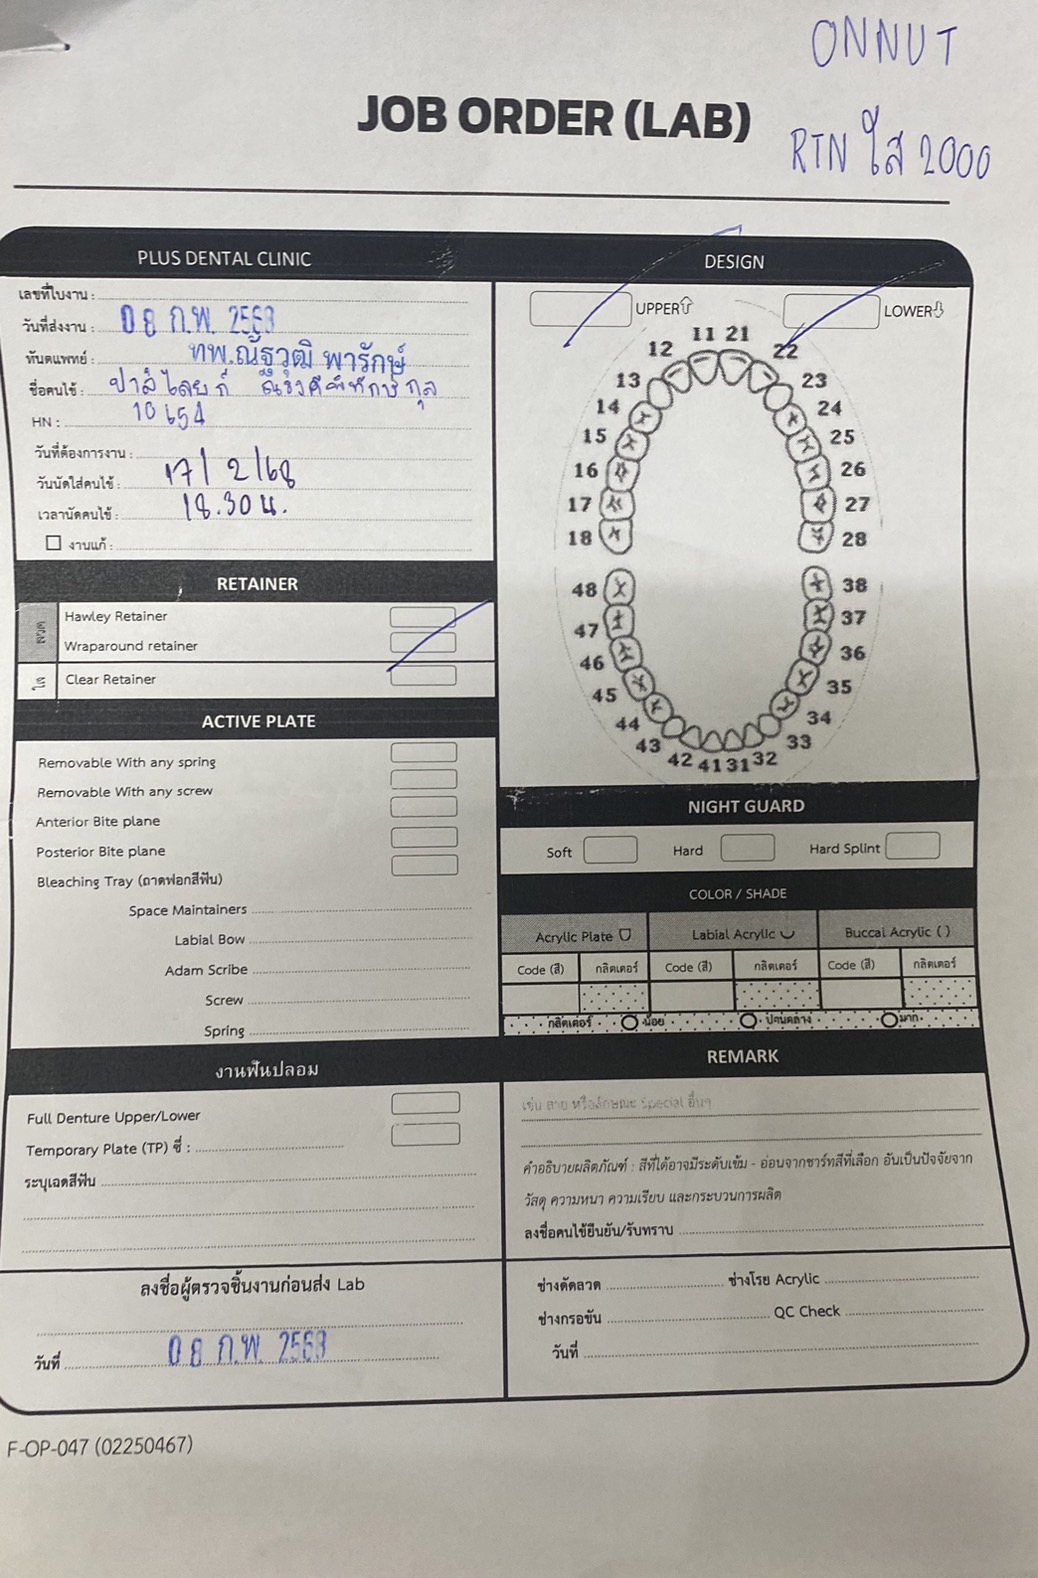 ONNUT
JOB ORDER (LAB)
RTN ใส 2000
PLUS DENTAL CLINIC
เลขที่ใบงาน :
วันที่ส่งงาน : 08 ก.พ. 2568
ทันตแพทย์ : ทพ.ณัฐวุฒิ พารักษ์
ชื่อคนไข้ :
HN : 10654
วันที่ต้องการงาน :
วันนัดใส่คนไข้ : 17/2/68
เวลานัดคนไข้ : 18.30 น.
งานแก้ :
RETAINER
ลวด
Hawley Retainer
Wraparound retainer
ใส
Clear Retainer
ACTIVE PLATE
Removable With any spring
Removable With any screw
Anterior Bite plane
Posterior Bite plane
Bleaching Tray (ถาดฟอกสีฟัน)
Space Maintainers
Labial Bow
Adam Scribe
Screw
Spring
งานฟันปลอม
Full Denture Upper/Lower
Temporary Plate (TP) ซี่ :
ระบุเฉดสีฟัน
ลงชื่อผู้ตรวจชิ้นงานก่อนส่ง Lab
วันที่ 08 ก.พ. 2568
DESIGN
UPPER LOWER
11 21
12 22
13 23
14 24
15 25
16 26
17 27
18 28
48 38
47 37
46 36
45 35
44 34
43 33
42 41 31 32
NIGHT GUARD
Soft Hard Hard Splint
COLOR / SHADE
Acrylic Plate Labial Acrylic Buccal Acrylic ( )
Code (สี) กลิตเตอร์ Code (สี) กลิตเตอร์ Code (สี) กลิตเตอร์
กลิตเตอร์ น้อย ปานกลาง มาก
REMARK
เช่น ลาย หรือลักษณะ Special อื่นๆ
คำอธิบายผลิตภัณฑ์ : สีที่ได้อาจมีระดับเข้ม - อ่อนจากชาร์ทสีที่เลือก อันเป็นปัจจัยจาก
วัสดุ ความหนา ความเรียบ และกระบวนการผลิต
ลงชื่อคนไข้ยืนยัน/รับทราบ
ช่างดัดลวด ช่างโรย Acrylic
ช่างกรอขัน QC Check
วันที่
F-OP-047 (02250467)